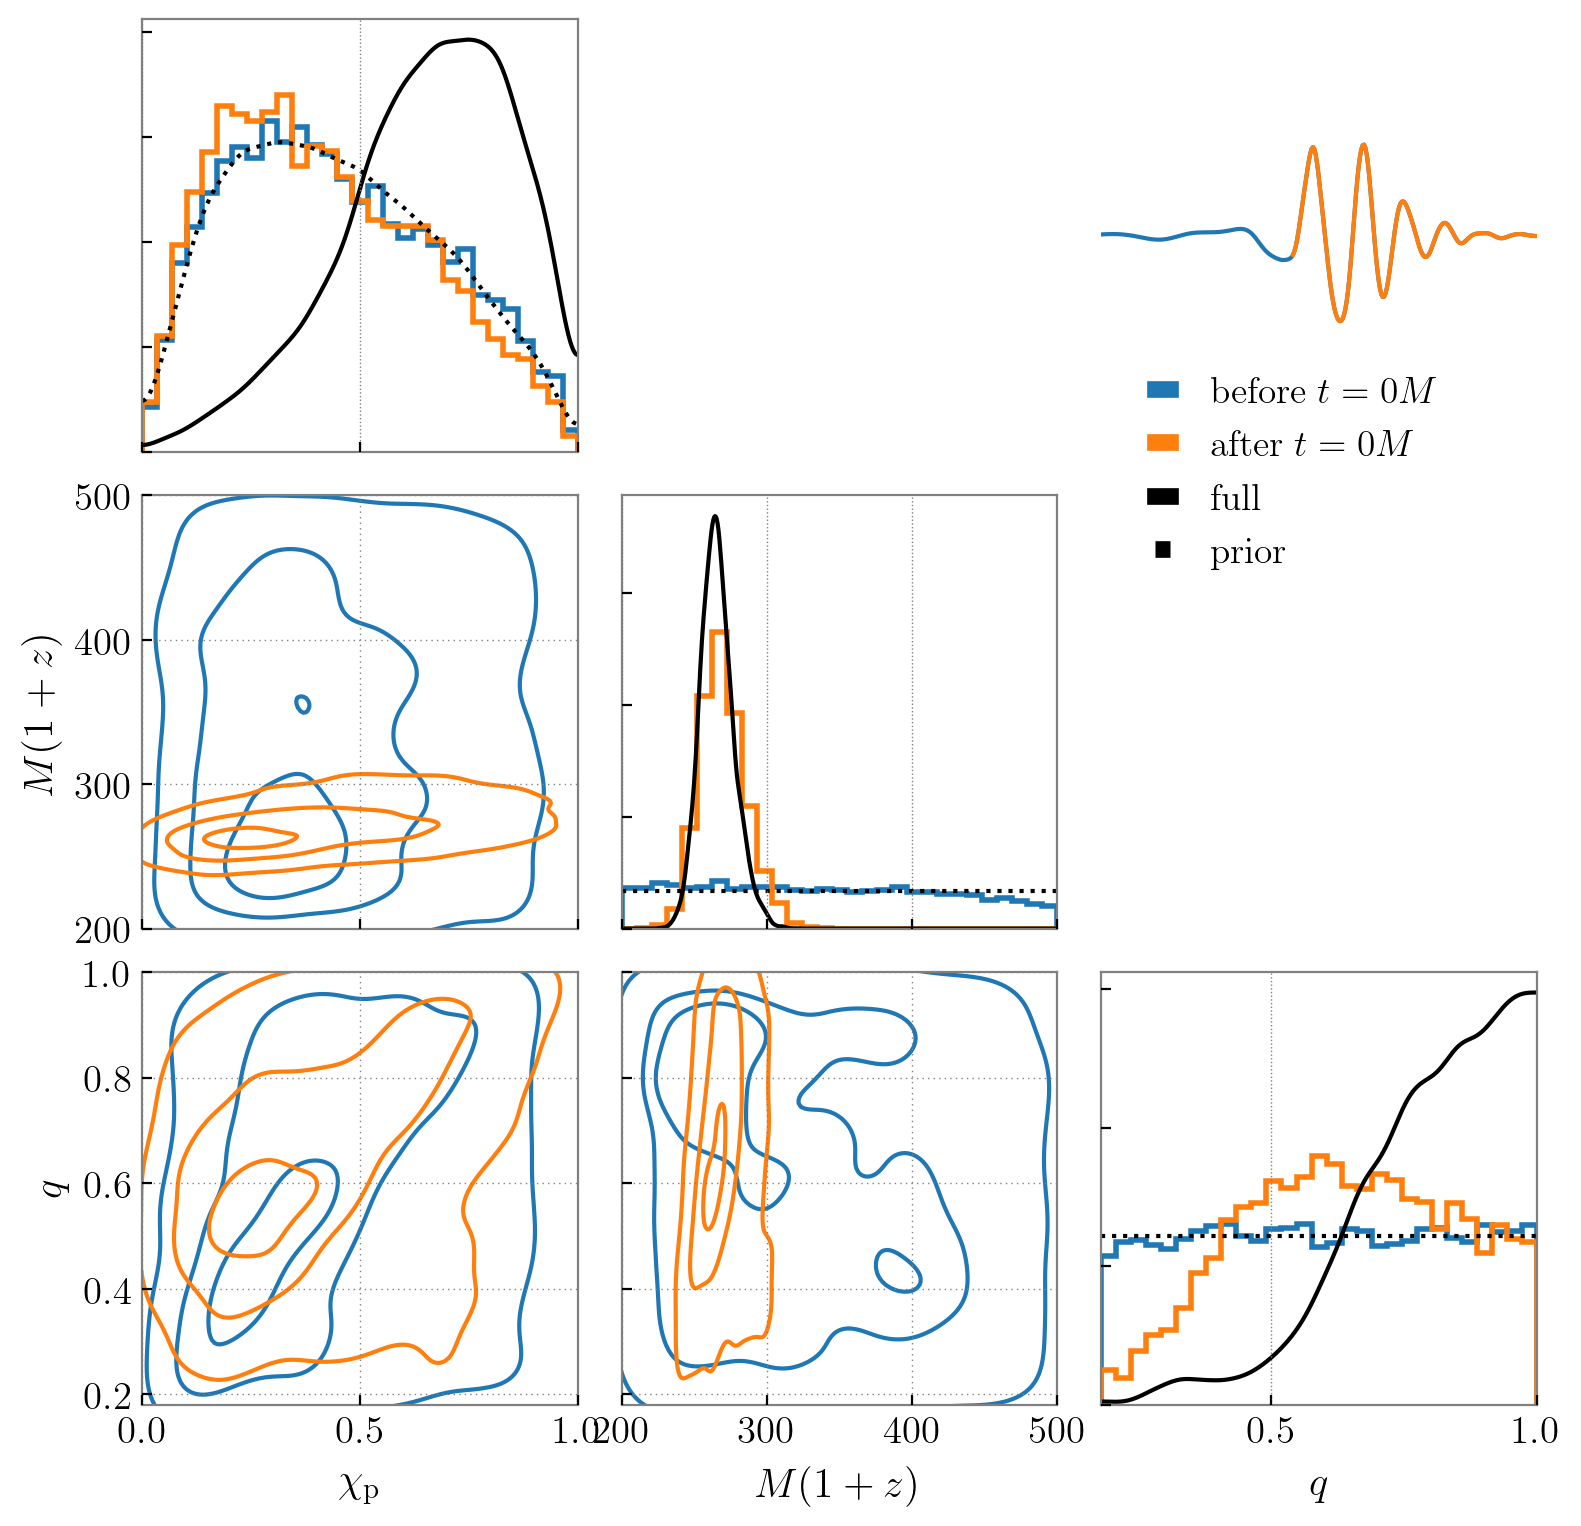 before t = 0M
after t = 0M
full
prior
500
400
300
200
M(1 + z)
1.0
0.8
0.6
0.4
0.2
q
0.0 0.5 1.0
200 300 400 500
0.5 1.0
χp
M(1 + z)
q